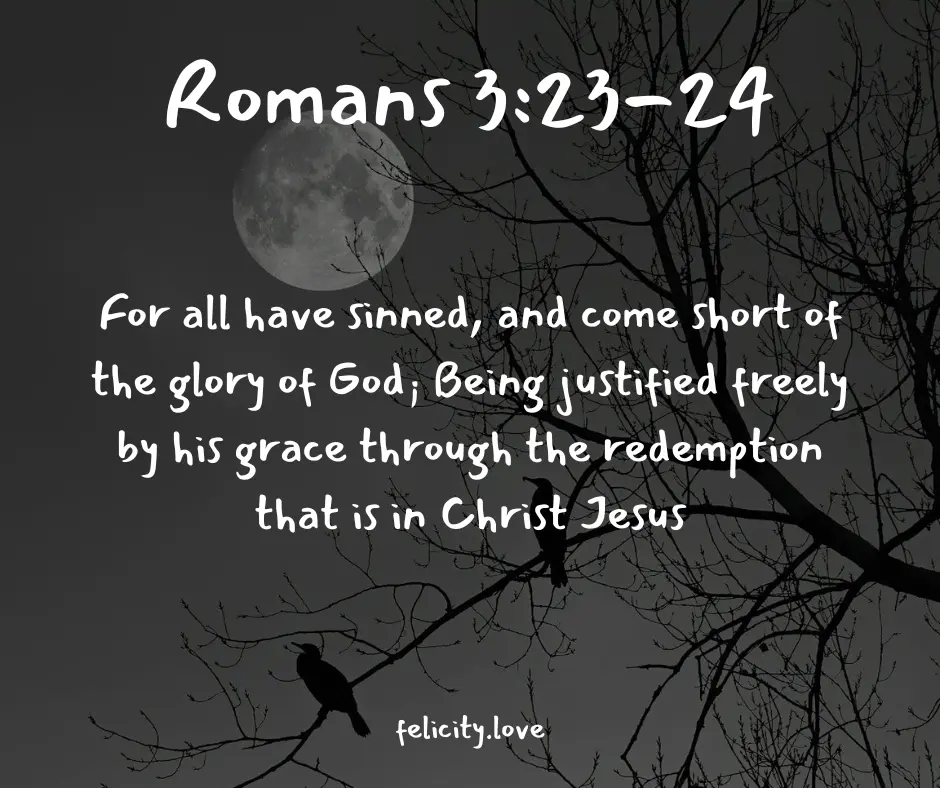 Romans 3:23-24
For all have sinned, and come short of
the glory of God; Being justified freely
by his grace through the redemption
that is in Christ Jesus
felicity.love